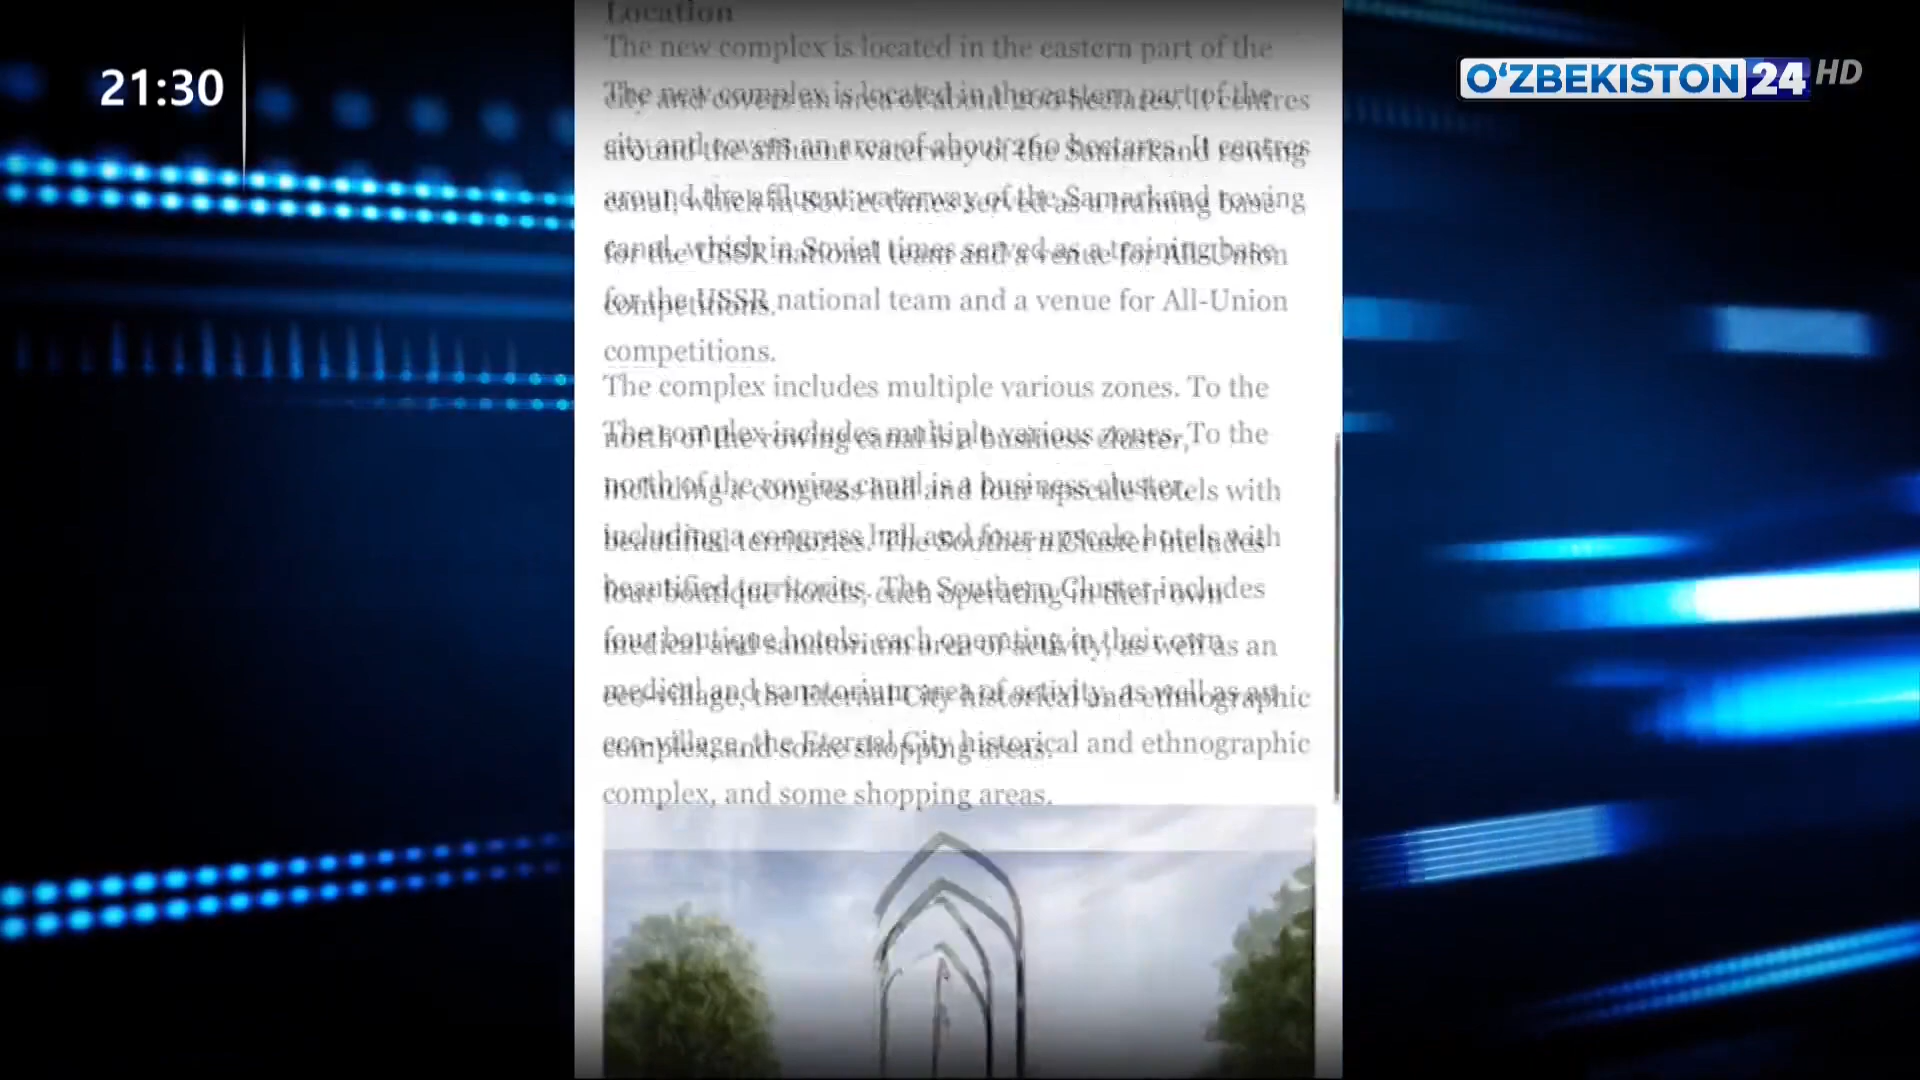 21:30
O‘ZBEKISTON 24 HD
Location
The new complex is located in the eastern part of the
city and covers an area of about 260 hectares. It centres
around the affluent waterway of the Samarkand rowing
canal, which in Soviet times served as a training base
for the USSR national team and a venue for All-Union
competitions.
The complex includes multiple various zones. To the
north of the rowing canal is a business cluster,
including a congress hall and four upscale hotels with
beautified territories. The Southern Cluster includes
four boutique hotels, each operating in their own
medical and sanatorium area of activity, as well as an
eco-village, the Eternal City historical and ethnographic
complex, and some shopping areas.